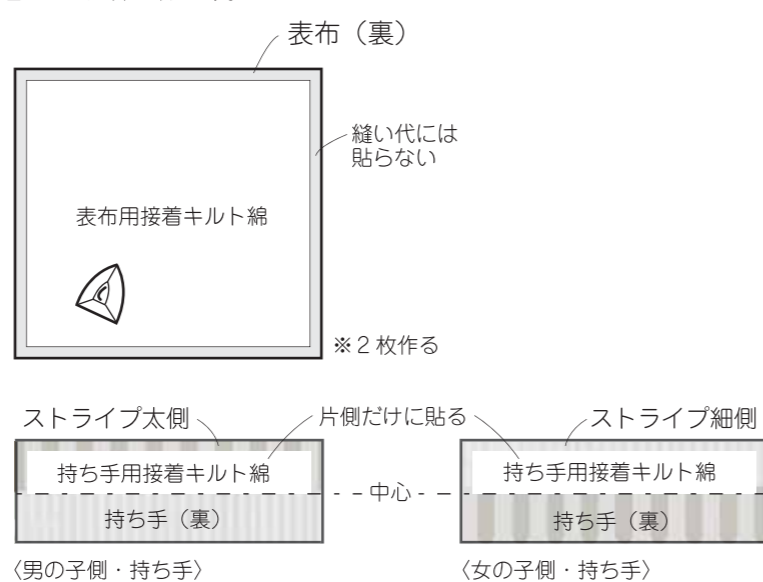 表布（裏）
縫い代には
貼らない
表布用接着キルト綿
※2枚作る
ストライプ太側
片側だけに貼る
ストライプ細側
持ち手用接着キルト綿
持ち手用接着キルト綿
中心
持ち手（裏）
持ち手（裏）
〈男の子側・持ち手〉
〈女の子側・持ち手〉